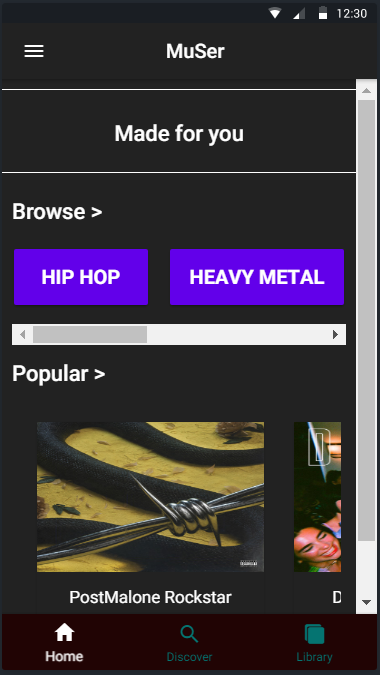 12:30
MuSer
Made for you
Browse >
HIP HOP
HEAVY METAL
Popular >
PostMalone Rockstar
D
Home
Discover
Library